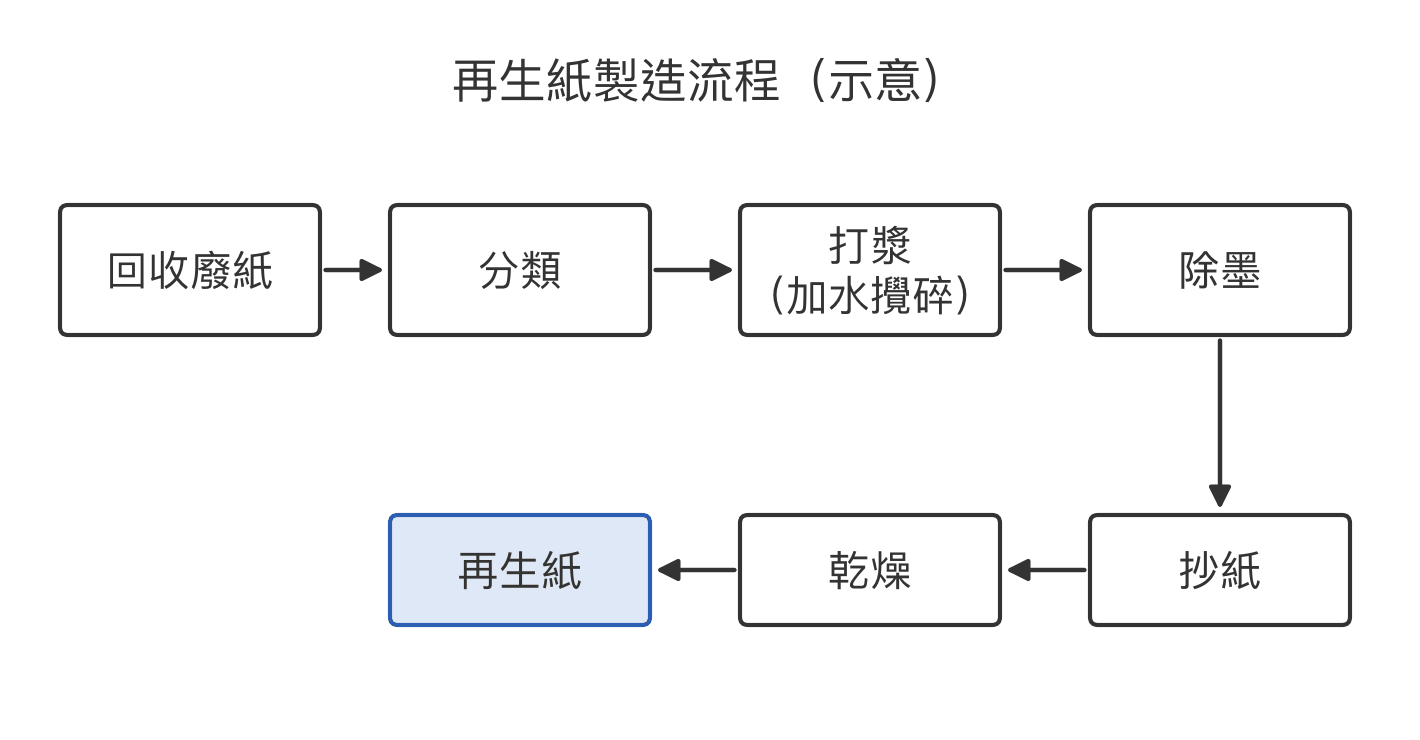 再生紙製造流程（示意）
回收廢紙
分類
打漿
(加水攪碎)
除墨
抄紙
乾燥
再生紙